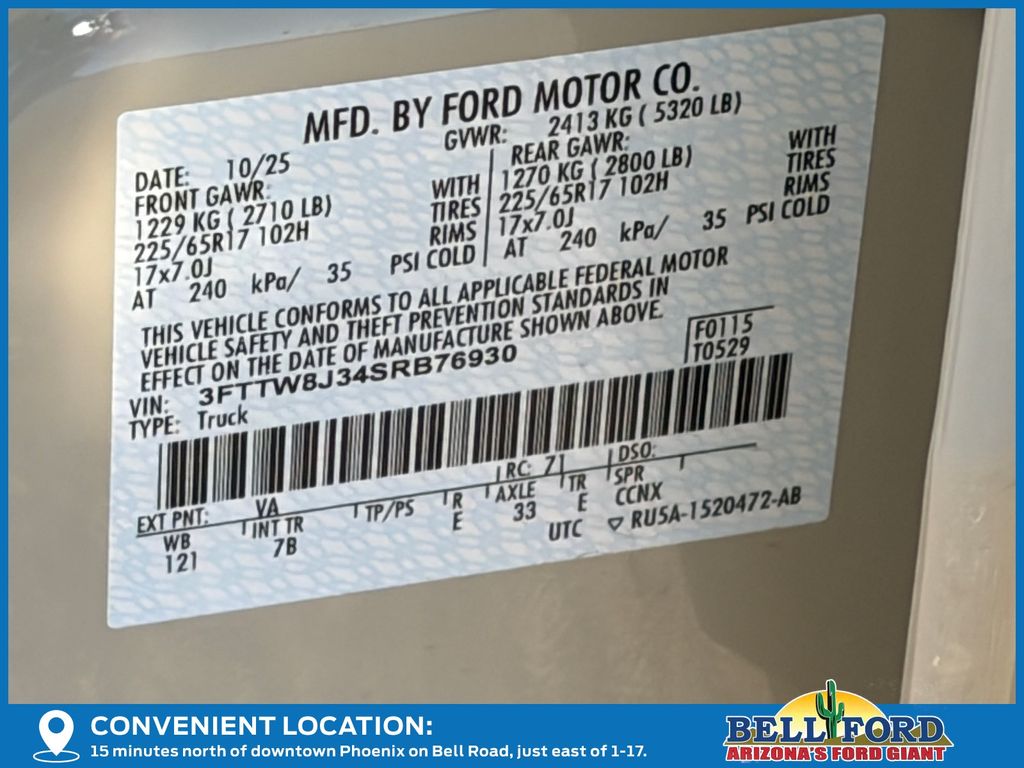 MFD. BY FORD MOTOR CO.
DATE: 10/25 GVWR: 2413 KG ( 5320 LB)
FRONT GAWR: REAR GAWR:
1229 KG ( 2710 LB) WITH 1270 KG ( 2800 LB) WITH
225/65R17 102H TIRES 225/65R17 102H TIRES
17x7.0J RIMS 17x7.0J RIMS
AT 240 kPa/ 35 PSI COLD AT 240 kPa/ 35 PSI COLD
THIS VEHICLE CONFORMS TO ALL APPLICABLE FEDERAL MOTOR
VEHICLE SAFETY AND THEFT PREVENTION STANDARDS IN
EFFECT ON THE DATE OF MANUFACTURE SHOWN ABOVE.
VIN: 3FTTW8J34SRB76930 F0115
TYPE: Truck T0529
EXT PNT: VA RC: 71 DSO:
WB INT TR TP/PS R AXLE TR SPR
121 7B E 33 E CCNX
UTC ▽ RU5A-1520472-AB
CONVENIENT LOCATION:
15 minutes north of downtown Phoenix on Bell Road, just east of 1-17.
BELL FORD
ARIZONA'S FORD GIANT